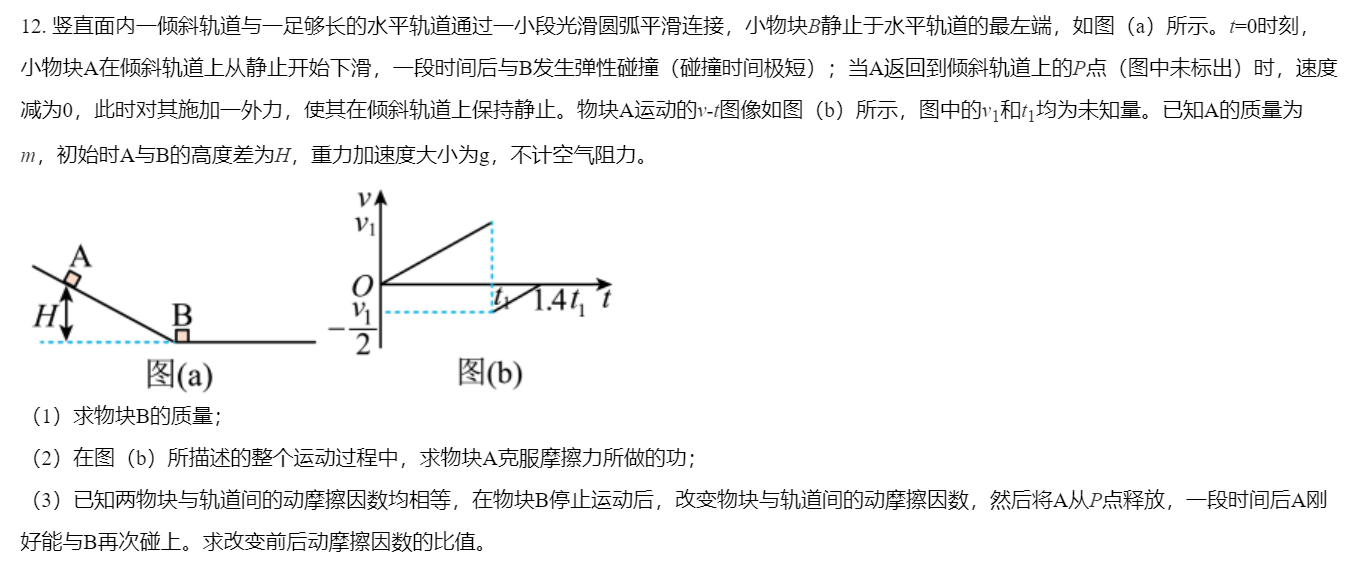 12. 竖直面内一倾斜轨道与一足够长的水平轨道通过一小段光滑圆弧平滑连接，小物块B静止于水平轨道的最左端，如图（a）所示。t=0时刻，
小物块A在倾斜轨道上从静止开始下滑，一段时间后与B发生弹性碰撞（碰撞时间极短）；当A返回到倾斜轨道上的P点（图中未标出）时，速度
减为0，此时对其施加一外力，使其在倾斜轨道上保持静止。物块A运动的v-t图像如图（b）所示，图中的v₁和t₁均为未知量。已知A的质量为
m，初始时A与B的高度差为H，重力加速度大小为g，不计空气阻力。
A
H
B
图(a)
v
v₁
O
t₁
1.4t₁
t
-v₁/2
图(b)
（1）求物块B的质量；
（2）在图（b）所描述的整个运动过程中，求物块A克服摩擦力所做的功；
（3）已知两物块与轨道间的动摩擦因数均相等，在物块B停止运动后，改变物块与轨道间的动摩擦因数，然后将A从P点释放，一段时间后A刚
好能与B再次碰上。求改变前后动摩擦因数的比值。